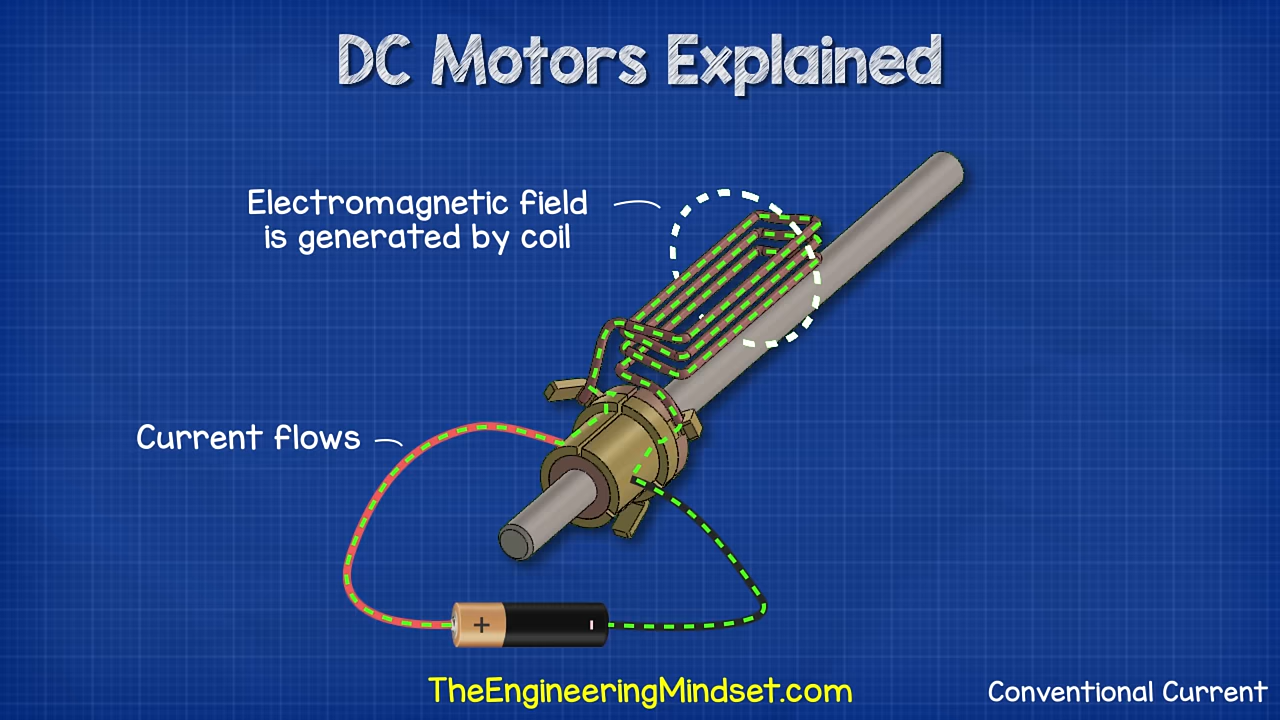 DC Motors Explained
Electromagnetic field
is generated by coil
Current flows
+
-
TheEngineeringMindset.com
Conventional Current